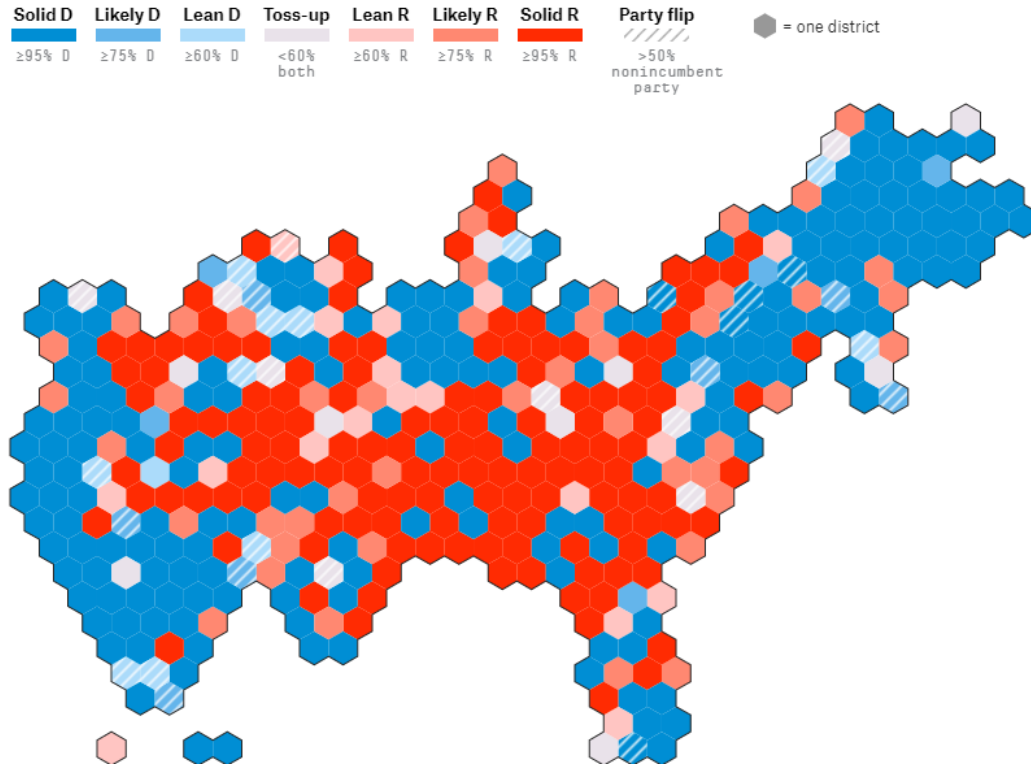 Solid D Likely D Lean D Toss-up Lean R Likely R Solid R Party flip
= one district
≥95% D ≥75% D ≥60% D <60% both ≥60% R ≥75% R ≥95% R >50% nonincumbent party